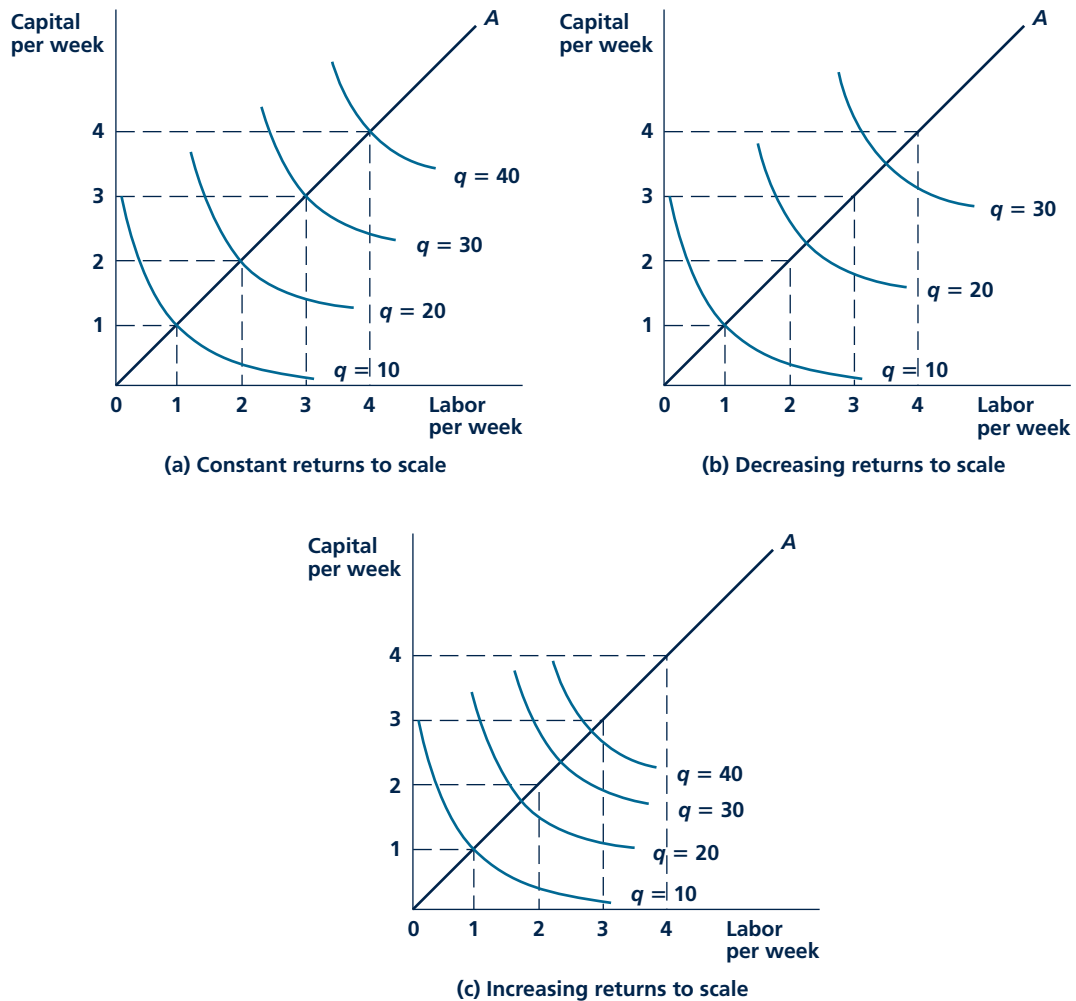 Capital
per week
A
4
3
2
1
q = 40
q = 30
q = 20
q = 10
0 1 2 3 4 Labor
per week
(a) Constant returns to scale
Capital
per week
A
4
3
2
1
q = 30
q = 20
q = 10
0 1 2 3 4 Labor
per week
(b) Decreasing returns to scale
Capital
per week
A
4
3
2
1
q = 40
q = 30
q = 20
q = 10
0 1 2 3 4 Labor
per week
(c) Increasing returns to scale